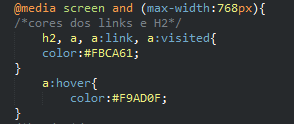 @media screen and (max-width:768px){
/*cores dos links e H2*/
h2, a, a:link, a:visited{
color:#FBCA61;
}
a:hover{
color:#F9AD0F;
}